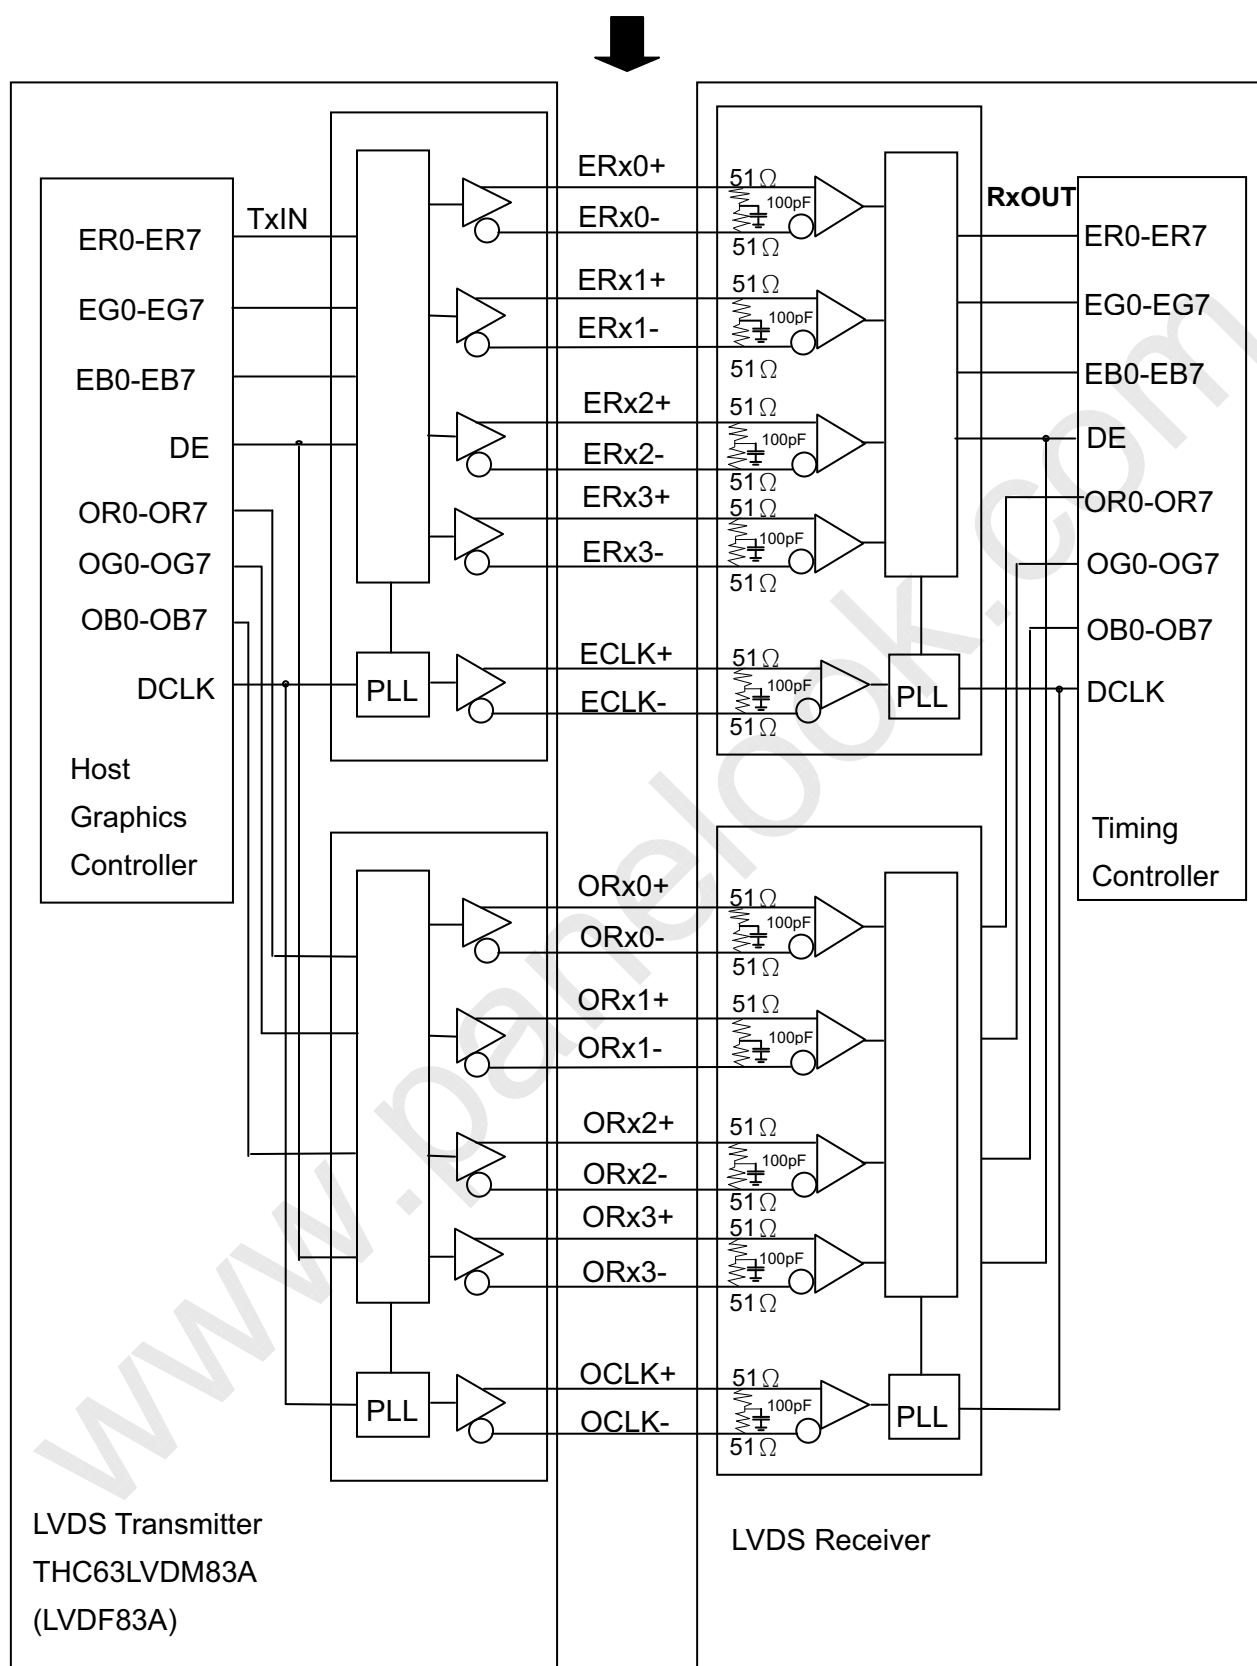 TxIN
ER0-ER7
EG0-EG7
EB0-EB7
DE
OR0-OR7
OG0-OG7
OB0-OB7
DCLK
Host
Graphics
Controller
PLL
ERx0+
ERx0-
ERx1+
ERx1-
ERx2+
ERx2-
ERx3+
ERx3-
ECLK+
ECLK-
51Ω
100pF
51Ω
51Ω
100pF
51Ω
51Ω
100pF
51Ω
51Ω
100pF
51Ω
51Ω
100pF
51Ω
PLL
RxOUT
ER0-ER7
EG0-EG7
EB0-EB7
DE
OR0-OR7
OG0-OG7
OB0-OB7
DCLK
Timing
Controller
PLL
ORx0+
ORx0-
ORx1+
ORx1-
ORx2+
ORx2-
ORx3+
ORx3-
OCLK+
OCLK-
51Ω
100pF
51Ω
51Ω
100pF
51Ω
100pF
51Ω
51Ω
100pF
51Ω
51Ω
100pF
51Ω
PLL
LVDS Transmitter
THC63LVDM83A
(LVDF83A)
LVDS Receiver
www.panelook.com